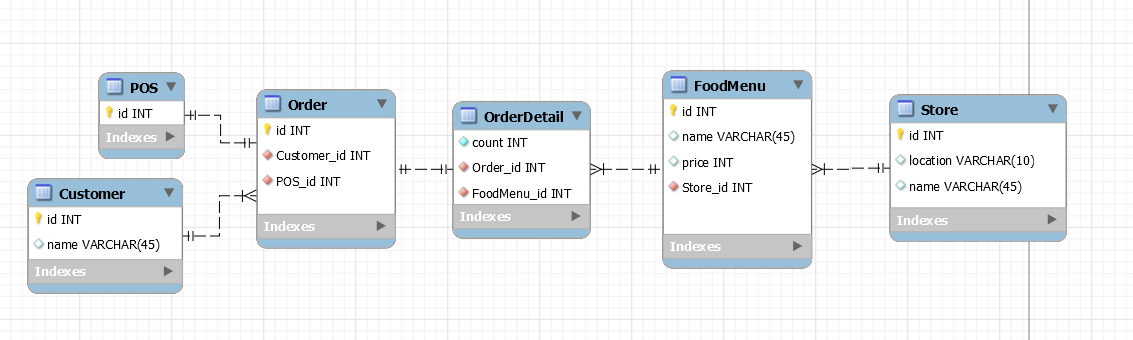 POS
id INT
Indexes
Customer
id INT
name VARCHAR(45)
Indexes
Order
id INT
Customer_id INT
POS_id INT
Indexes
OrderDetail
count INT
Order_id INT
FoodMenu_id INT
Indexes
FoodMenu
id INT
name VARCHAR(45)
price INT
Store_id INT
Indexes
Store
id INT
location VARCHAR(10)
name VARCHAR(45)
Indexes